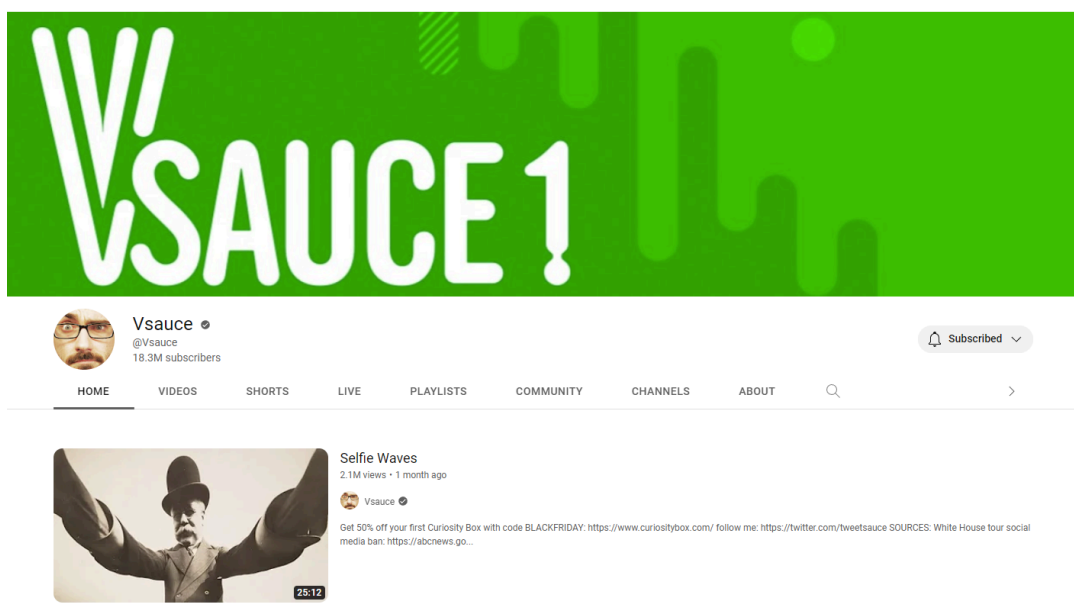 VSAUCE 1
Vsauce
@Vsauce
18.3M subscribers
Subscribed
HOME VIDEOS SHORTS LIVE PLAYLISTS COMMUNITY CHANNELS ABOUT
Selfie Waves
2.1M views • 1 month ago
Vsauce
Get 50% off your first Curiosity Box with code BLACKFRIDAY: https://www.curiositybox.com/ follow me: https://twitter.com/tweetsauce SOURCES: White House tour social
media ban: https://abcnews.go...
25:12